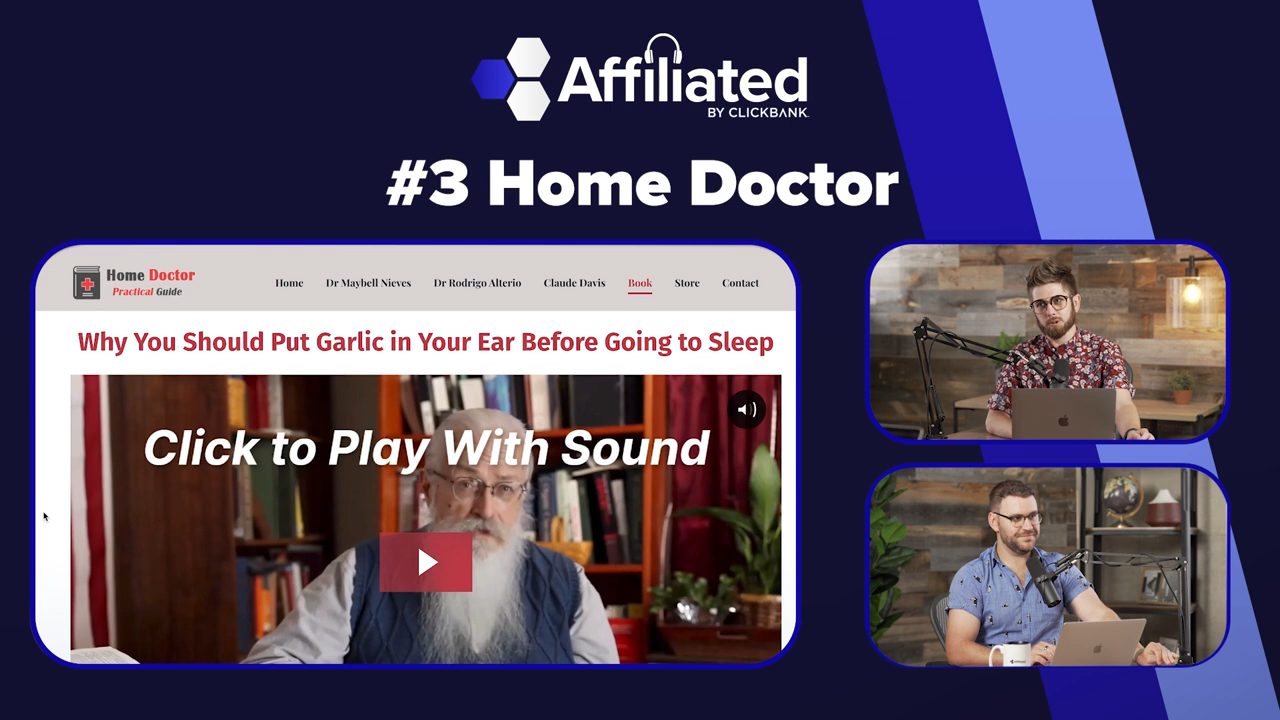 Affiliated
BY CLICKBANK
#3 Home Doctor
Home Doctor
Practical Guide
Home Dr Maybell Nieves Dr Rodrigo Alterio Claude Davis Book Store Contact
Why You Should Put Garlic in Your Ear Before Going to Sleep
Click to Play With Sound